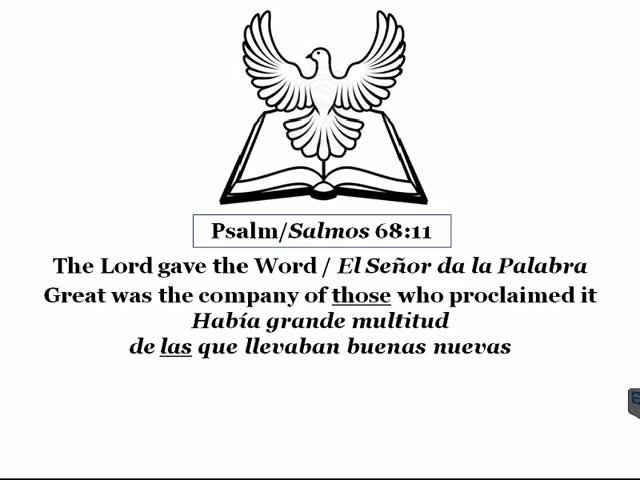 Psalm/Salmos 68:11
The Lord gave the Word / El Señor da la Palabra
Great was the company of those who proclaimed it
Había grande multitud
de las que llevaban buenas nuevas